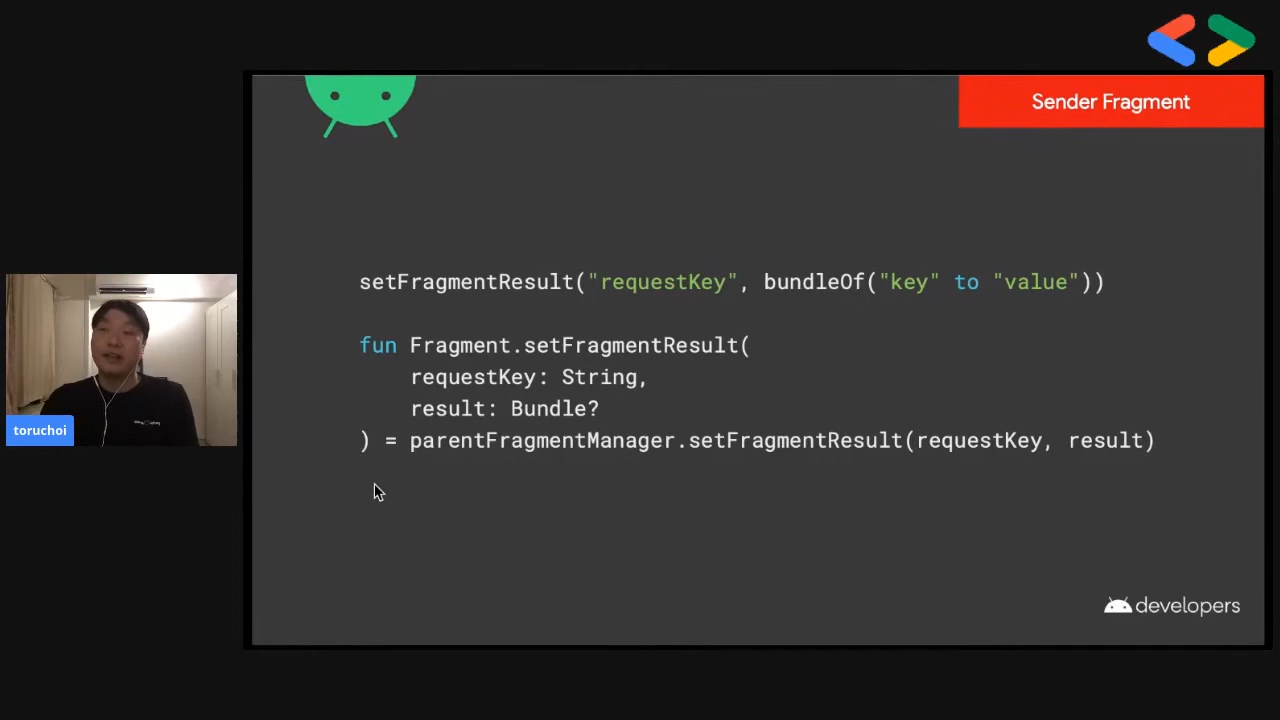 Sender Fragment
setFragmentResult("requestKey", bundleOf("key" to "value"))
fun Fragment.setFragmentResult(
requestKey: String,
result: Bundle?
) = parentFragmentManager.setFragmentResult(requestKey, result)
toruchoi
developers